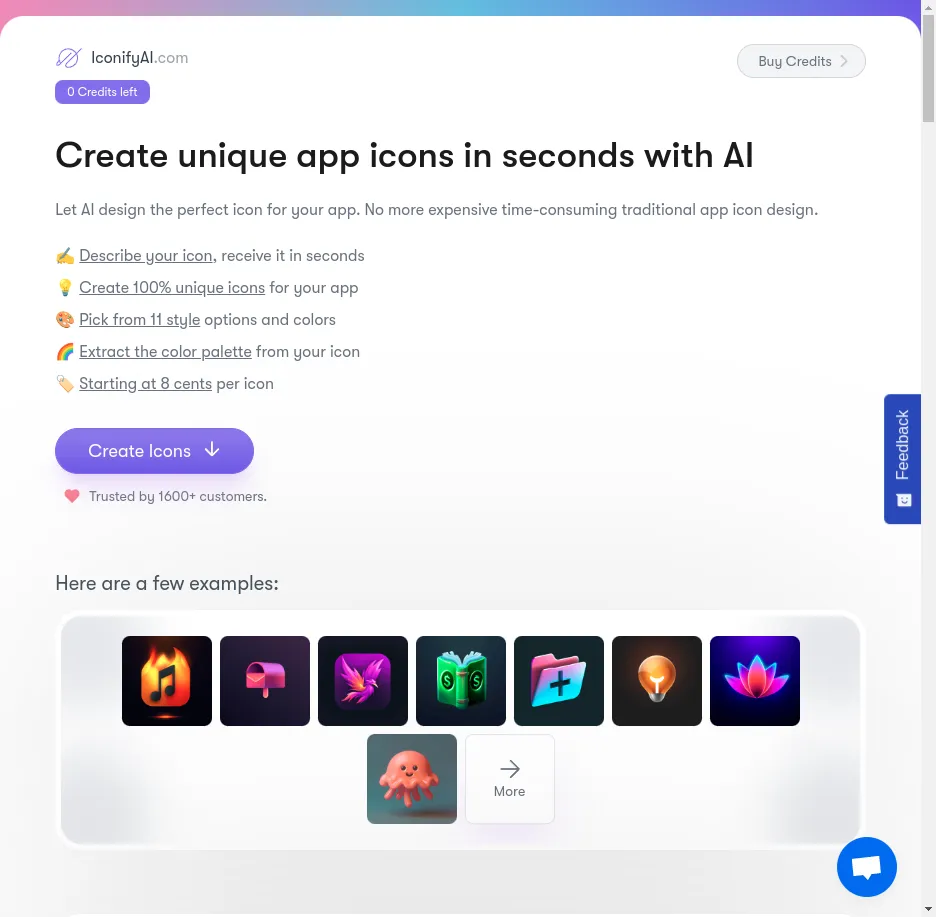 IconifyAI.com
Buy Credits
0 Credits left
Create unique app icons in seconds with AI
Let AI design the perfect icon for your app. No more expensive time-consuming traditional app icon design.
✍️ Describe your icon, receive it in seconds
💡 Create 100% unique icons for your app
🎨 Pick from 11 style options and colors
🌈 Extract the color palette from your icon
🏷️ Starting at 8 cents per icon
Feedback
Create Icons ↓
Trusted by 1600+ customers.
Here are a few examples:
$ $
More